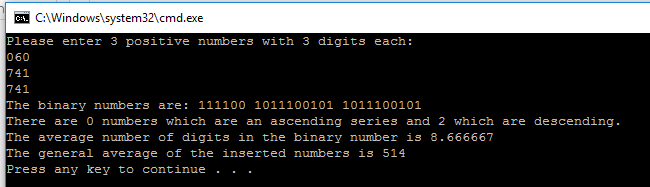 C:\Windows\system32\cmd.exe
Please enter 3 positive numbers with 3 digits each:
060
741
741
The binary numbers are: 111100 1011100101 1011100101
There are 0 numbers which are an ascending series and 2 which are descending.
The average number of digits in the binary number is 8.666667
The general average of the inserted numbers is 514
Press any key to continue . . .